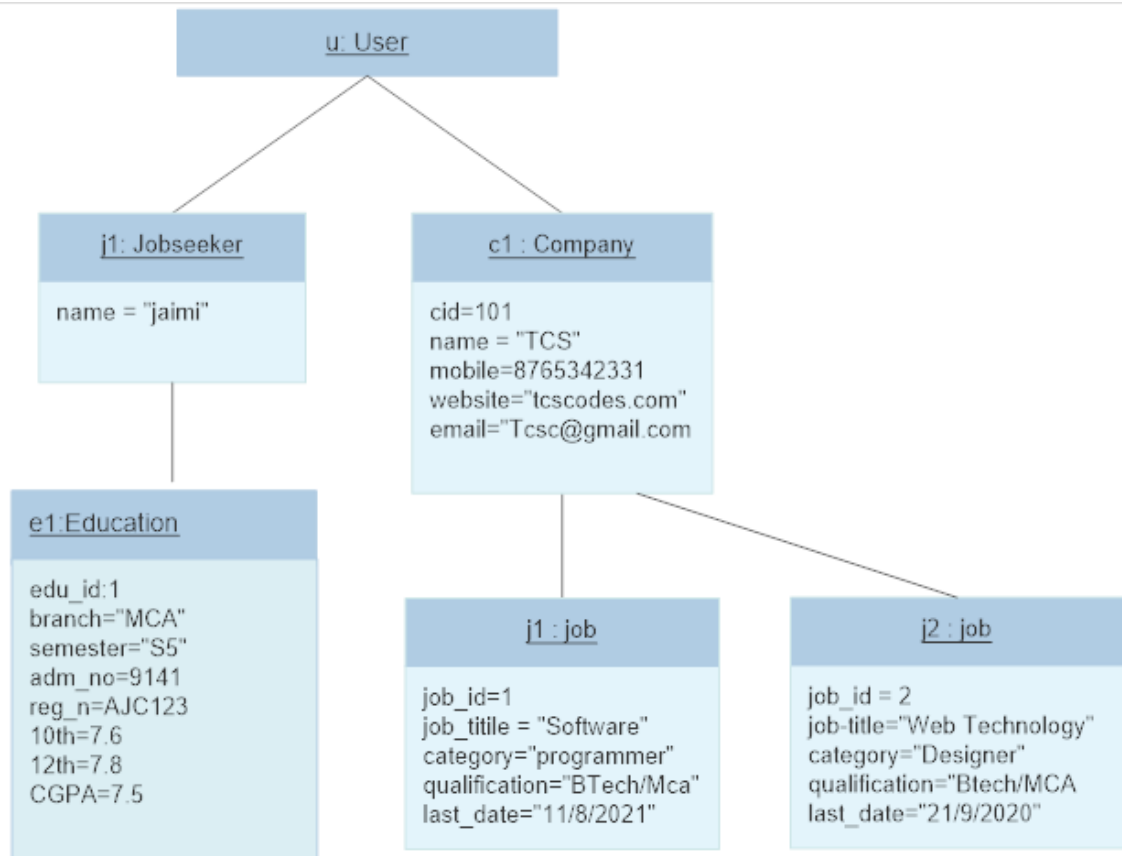 u: User
j1: Jobseeker
name = "jaimi"
c1 : Company
cid=101
name = "TCS"
mobile=8765342331
website="tcscodes.com"
email="Tcsc@gmail.com
e1:Education
edu_id:1
branch="MCA"
semester="S5"
adm_no=9141
reg_n=AJC123
10th=7.6
12th=7.8
CGPA=7.5
j1 : job
job_id=1
job_titile = "Software"
category="programmer"
qualification="BTech/Mca"
last_date="11/8/2021"
j2 : job
job_id = 2
job-title="Web Technology"
category="Designer"
qualification="Btech/MCA
last_date="21/9/2020"